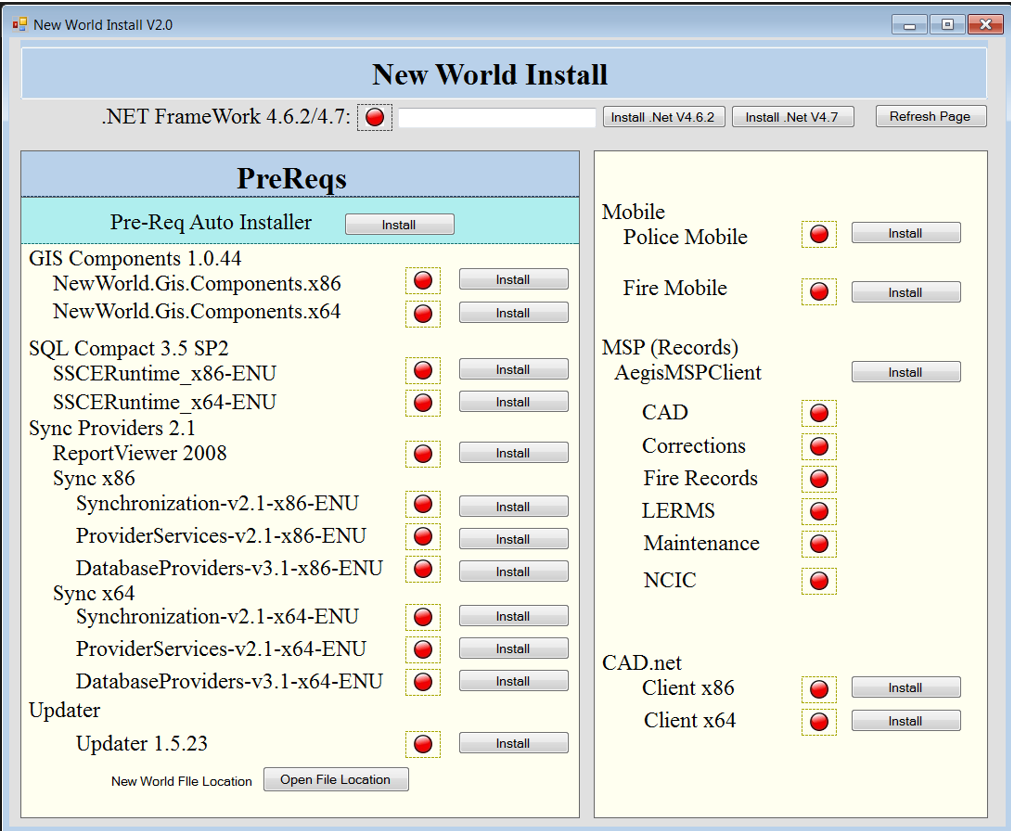 New World Install V2.0
New World Install
.NET FrameWork 4.6.2/4.7:
Install .Net V4.6.2
Install .Net V4.7
Refresh Page
PreReqs
Pre-Req Auto Installer
Install
GIS Components 1.0.44
NewWorld.Gis.Components.x86
Install
NewWorld.Gis.Components.x64
Install
SQL Compact 3.5 SP2
SSCERuntime_x86-ENU
Install
SSCERuntime_x64-ENU
Install
Sync Providers 2.1
ReportViewer 2008
Install
Sync x86
Synchronization-v2.1-x86-ENU
Install
ProviderServices-v2.1-x86-ENU
Install
DatabaseProviders-v3.1-x86-ENU
Install
Sync x64
Synchronization-v2.1-x64-ENU
Install
ProviderServices-v2.1-x64-ENU
Install
DatabaseProviders-v3.1-x64-ENU
Install
Updater
Updater 1.5.23
Install
New World FIle Location
Open File Location
Mobile
Police Mobile
Install
Fire Mobile
Install
MSP (Records)
AegisMSPClient
Install
CAD
Corrections
Fire Records
LERMS
Maintenance
NCIC
CAD.net
Client x86
Install
Client x64
Install